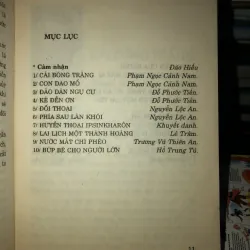 MỤC LỤC
* Cảm nhận Đào Hiếu
1/ CÁI BÓNG TRẮNG Phạm Ngọc Cảnh Nam
2/ CON DAO MỔ Phạm Ngọc Cảnh Nam
3/ ĐẢO DÂN NGỤ CƯ Đỗ Phước Tiến
4/ KẺ ĐẾN ƠN Đỗ Phước Tiến
5/ ĐỐI THOẠI Nguyễn Lộc An
6/ PHÍA SAU LÀN KHÓI Nguyễn Lộc An
7/ HUYỀN THOẠI IPSINIKHARÔN Khuyết danh
8/ LAI LỊCH MỘT THÀNH HOÀNG Lê Trâm
9/ NƯỚC MẮT CHÍ PHÈO Trương Vũ Thiên An
10/ BÚP BÊ CHO NGƯỜI LỚN Hồ Trung Tú
11